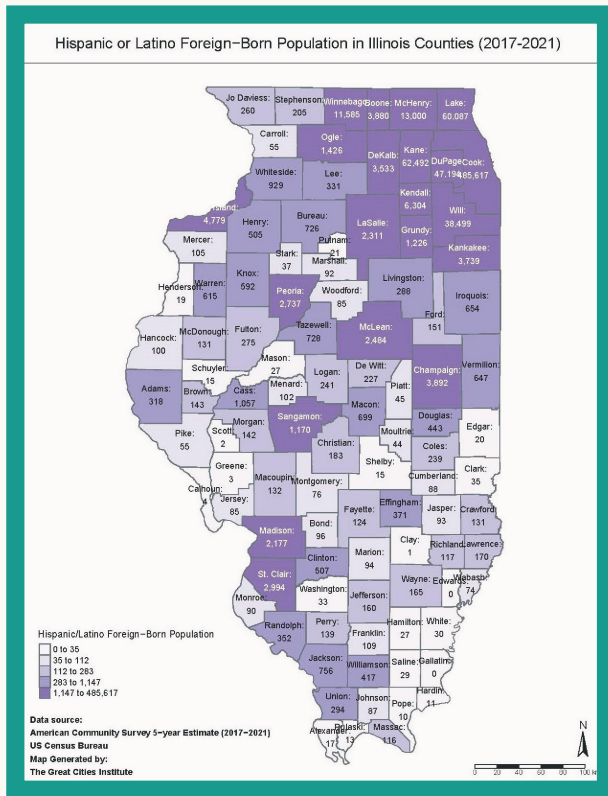 Hispanic or Latino Foreign−Born Population in Illinois Counties (2017-2021)
Jo Daviess:
260
Stephenson:
205
Winnebago:
11,585
Boone:
3,880
McHenry:
13,000
Lake:
60,087
Carroll:
55
Ogle:
1,426
DeKalb:
3,533
Kane:
62,492
DuPage:
47,194
Cook:
485,617
Whiteside:
929
Lee:
331
Kendall:
6,304
Will:
38,499
4,779
Henry:
505
Bureau:
726
LaSalle:
2,311
Grundy:
1,226
Kankakee:
3,739
Mercer:
105
Putnam:
21
Stark:
37
Marshall:
92
Henderson:
19
Warren:
615
Knox:
592
Peoria:
2,737
Woodford:
85
Livingston:
288
Iroquois:
654
Ford:
151
Hancock:
100
McDonough:
131
Fulton:
275
Tazewell:
728
McLean:
2,484
Schuyler:
15
Mason:
27
Logan:
241
De Witt:
227
Champaign:
3,892
Vermilion:
647
Adams:
318
Brown:
143
Cass:
1,057
Menard:
102
Piatt:
45
Macon:
699
Douglas:
443
Edgar:
20
Pike:
55
Scott:
2
Morgan:
142
Sangamon:
1,170
Christian:
183
Moultrie:
44
Coles:
239
Shelby:
15
Greene:
3
Macoupin:
132
Montgomery:
76
Cumberland:
88
Clark:
35
Calhoun:
4
Jersey:
85
Fayette:
124
Effingham:
371
Jasper:
93
Crawford:
131
Madison:
2,177
Bond:
96
Clay:
1
Richland:
117
Lawrence:
170
Clinton:
507
Marion:
94
St. Clair:
2,994
Washington:
33
Wayne:
165
Edwards:
0
Wabash:
74
Monroe:
90
Jefferson:
160
Randolph:
352
Perry:
139
Franklin:
109
Hamilton:
27
White:
30
Jackson:
756
Williamson:
417
Saline:
29
Gallatin:
0
Union:
294
Johnson:
87
Pope:
10
Hardin:
11
Alexander:
17
Pulaski:
13
Massac:
116
Hispanic/Latino Foreign−Born Population
0 to 35
35 to 112
112 to 283
283 to 1,147
1,147 to 485,617
Data source:
American Community Survey 5−year Estimate (2017−2021)
US Census Bureau
Map Generated by:
The Great Cities Institute
N
0 20 40 60 80 100 km